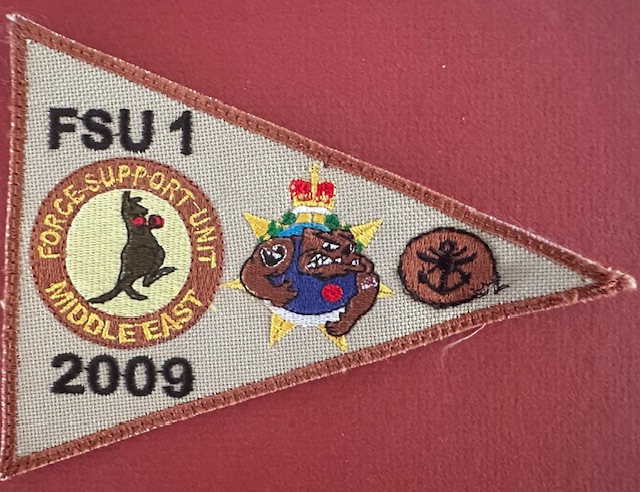 FSU 1
FORCE SUPPORT UNIT
MIDDLE EAST
2009